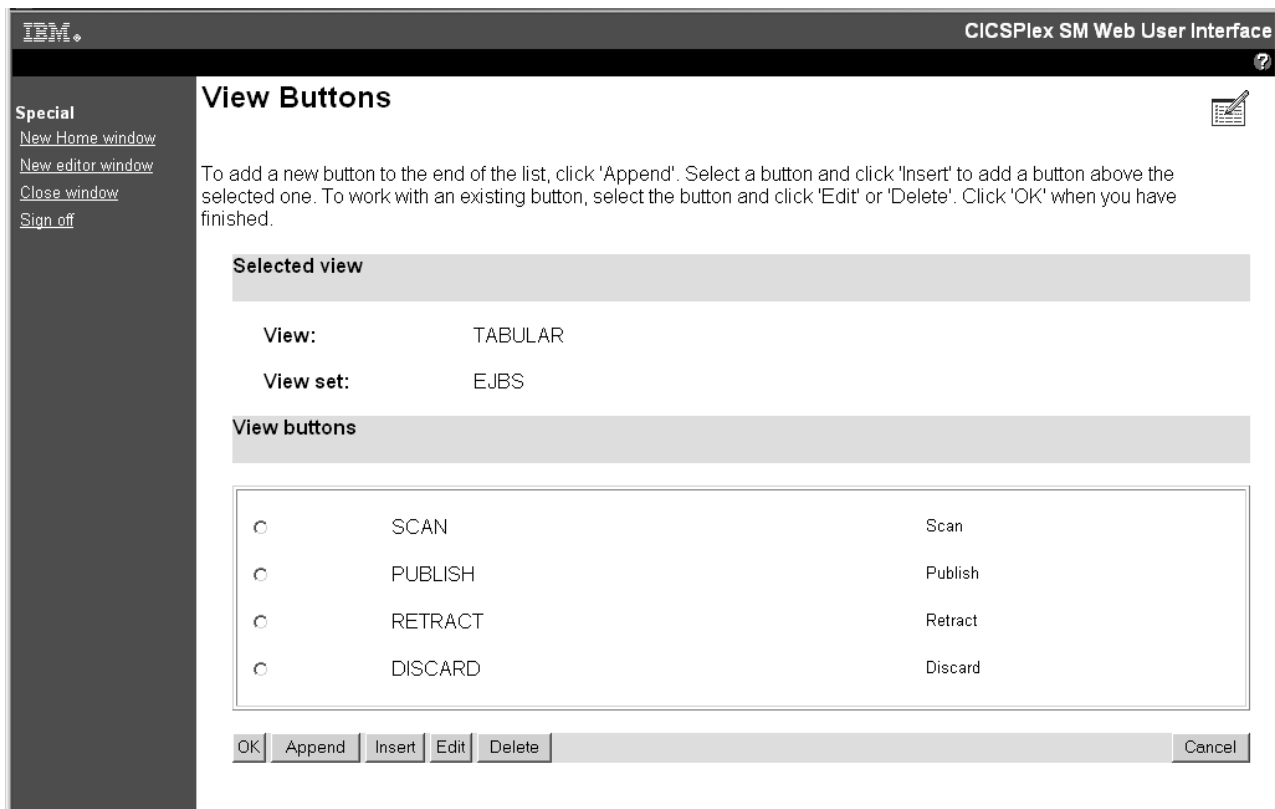 IBM.
CICSPlex SM Web User Interface
?
Special
New Home window
New editor window
Close window
Sign off
View Buttons
To add a new button to the end of the list, click 'Append'. Select a button and click 'Insert' to add a button above the
selected one. To work with an existing button, select the button and click 'Edit' or 'Delete'. Click 'OK' when you have
finished.
Selected view
View: TABULAR
View set: EJBS
View buttons
SCAN Scan
PUBLISH Publish
RETRACT Retract
DISCARD Discard
OK Append Insert Edit Delete Cancel